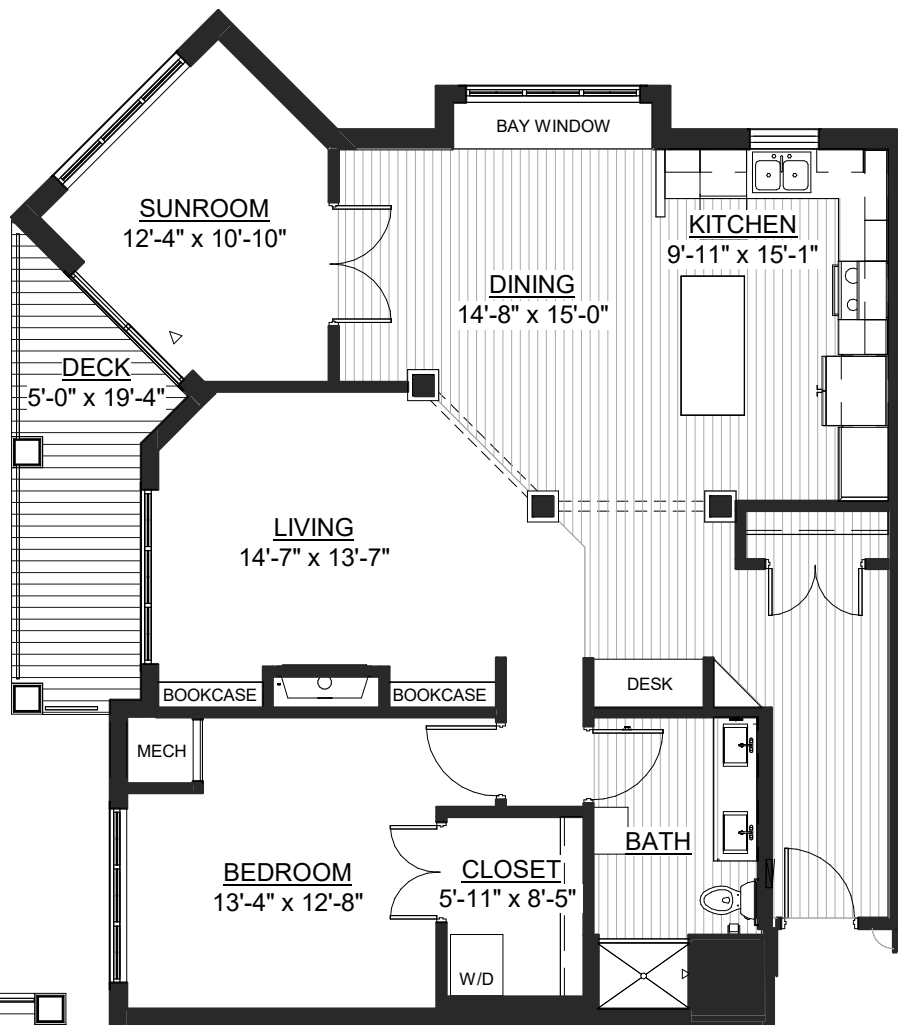 BAY WINDOW
SUNROOM
12'-4" x 10'-10"
KITCHEN
9'-11" x 15'-1"
DINING
14'-8" x 15'-0"
DECK
5'-0" x 19'-4"
LIVING
14'-7" x 13'-7"
BOOKCASE
BOOKCASE
DESK
MECH
BEDROOM
13'-4" x 12'-8"
CLOSET
5'-11" x 8'-5"
BATH
W/D